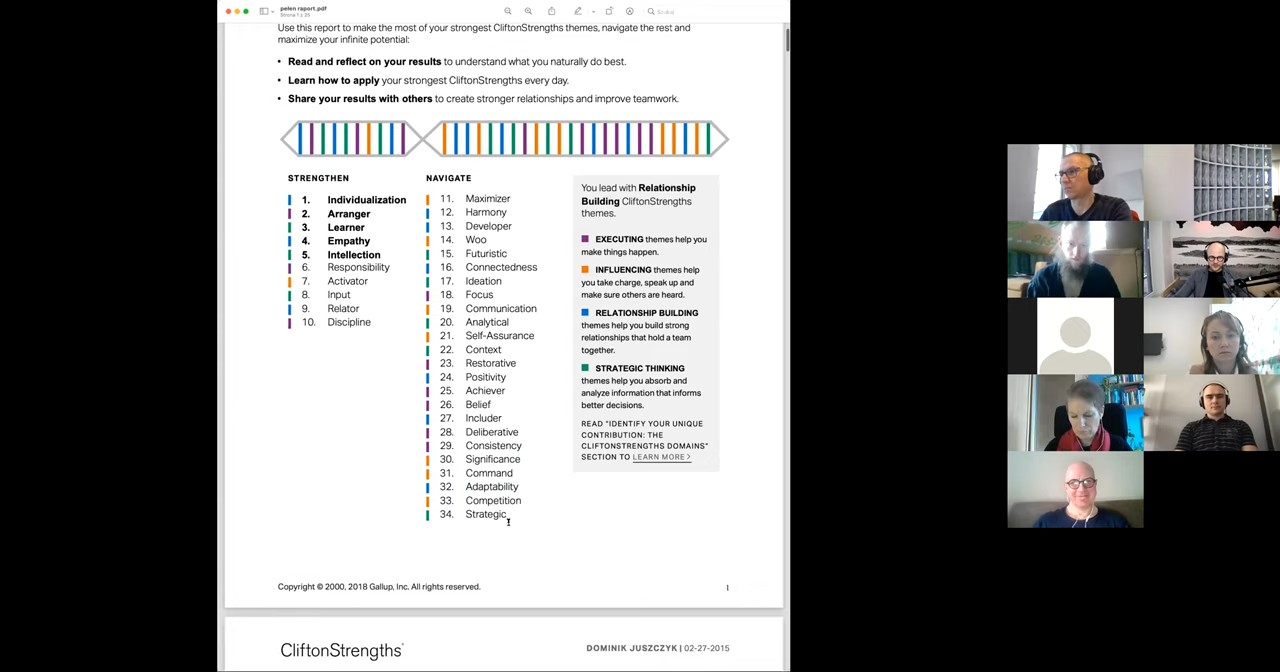 pełen raport.pdf
Strona 1 z 25
Szukaj
Use this report to make the most of your strongest CliftonStrengths themes, navigate the rest and
maximize your infinite potential:
• Read and reflect on your results to understand what you naturally do best.
• Learn how to apply your strongest CliftonStrengths every day.
• Share your results with others to create stronger relationships and improve teamwork.
STRENGTHEN
1. Individualization
2. Arranger
3. Learner
4. Empathy
5. Intellection
6. Responsibility
7. Activator
8. Input
9. Relator
10. Discipline
NAVIGATE
11. Maximizer
12. Harmony
13. Developer
14. Woo
15. Futuristic
16. Connectedness
17. Ideation
18. Focus
19. Communication
20. Analytical
21. Self-Assurance
22. Context
23. Restorative
24. Positivity
25. Achiever
26. Belief
27. Includer
28. Deliberative
29. Consistency
30. Significance
31. Command
32. Adaptability
33. Competition
34. Strategic
You lead with Relationship
Building CliftonStrengths
themes.
EXECUTING themes help you
make things happen.
INFLUENCING themes help
you take charge, speak up and
make sure others are heard.
RELATIONSHIP BUILDING
themes help you build strong
relationships that hold a team
together.
STRATEGIC THINKING
themes help you absorb and
analyze information that informs
better decisions.
READ "IDENTIFY YOUR UNIQUE
CONTRIBUTION: THE
CLIFTONSTRENGTHS DOMAINS"
SECTION TO LEARN MORE >
Copyright © 2000, 2018 Gallup, Inc. All rights reserved.
1
CliftonStrengths®
DOMINIK JUSZCZYK | 02-27-2015